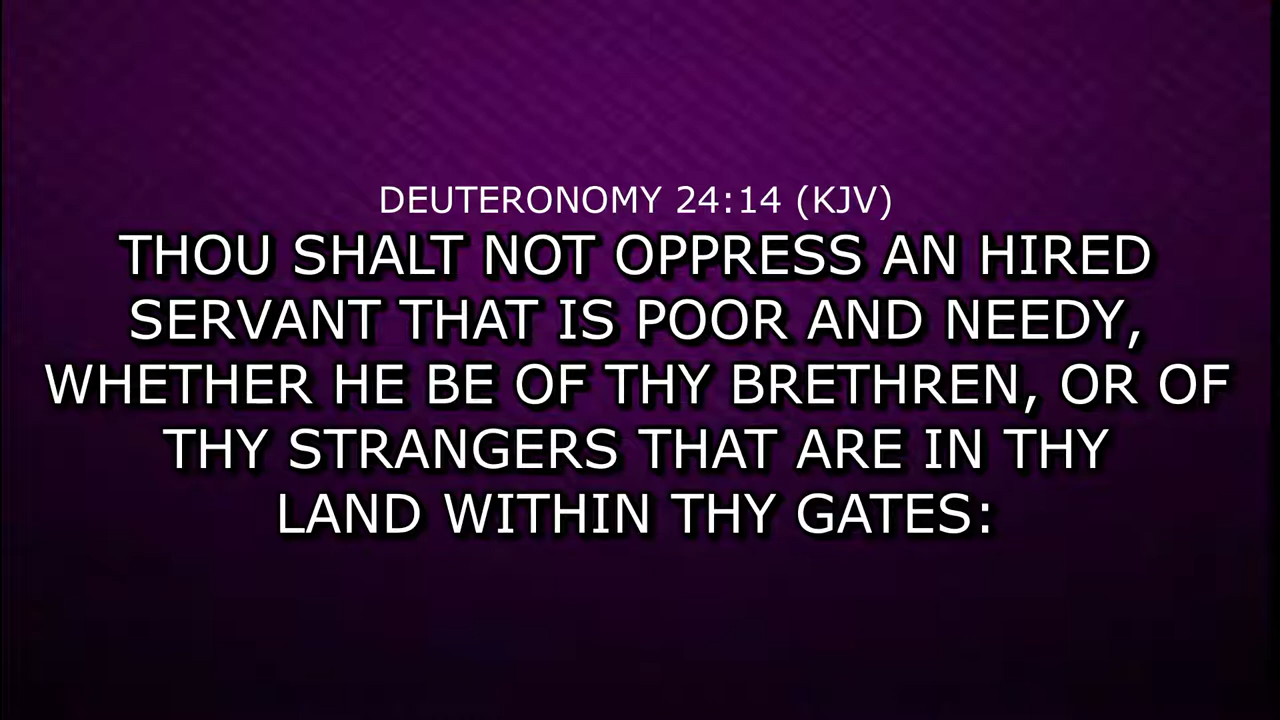 DEUTERONOMY 24:14 (KJV)
THOU SHALT NOT OPPRESS AN HIRED
SERVANT THAT IS POOR AND NEEDY,
WHETHER HE BE OF THY BRETHREN, OR OF
THY STRANGERS THAT ARE IN THY
LAND WITHIN THY GATES: